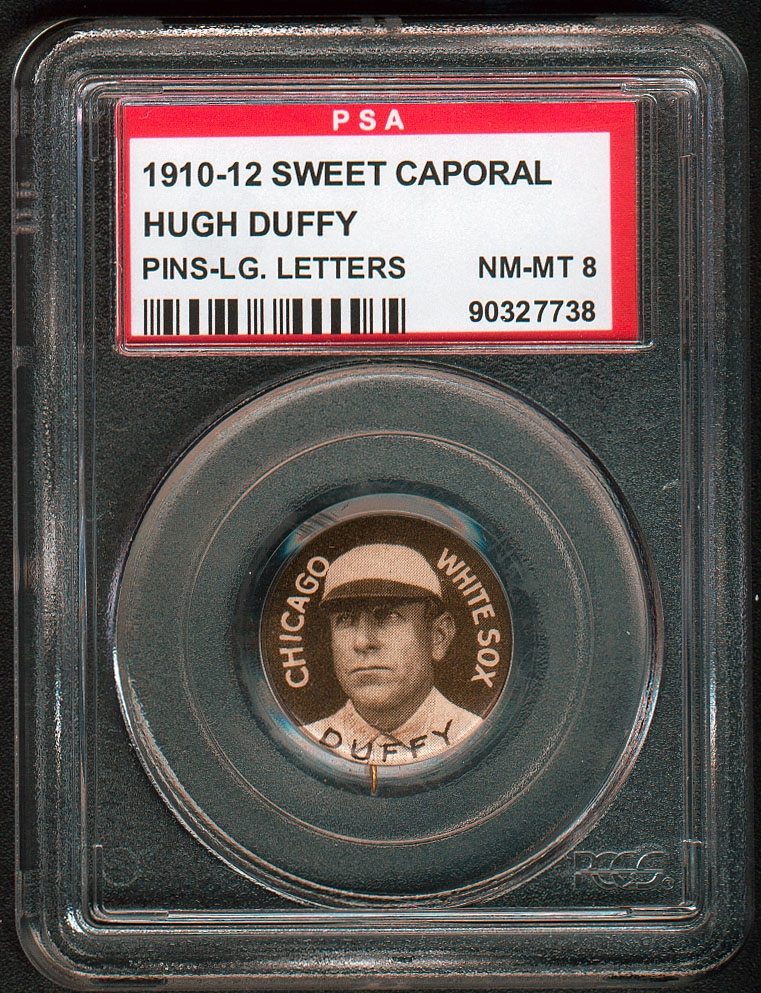 PSA
1910-12 SWEET CAPORAL
HUGH DUFFY
PINS-LG. LETTERS NM-MT 8
90327738
CHICAGO WHITE SOX
DUFFY
PCGS